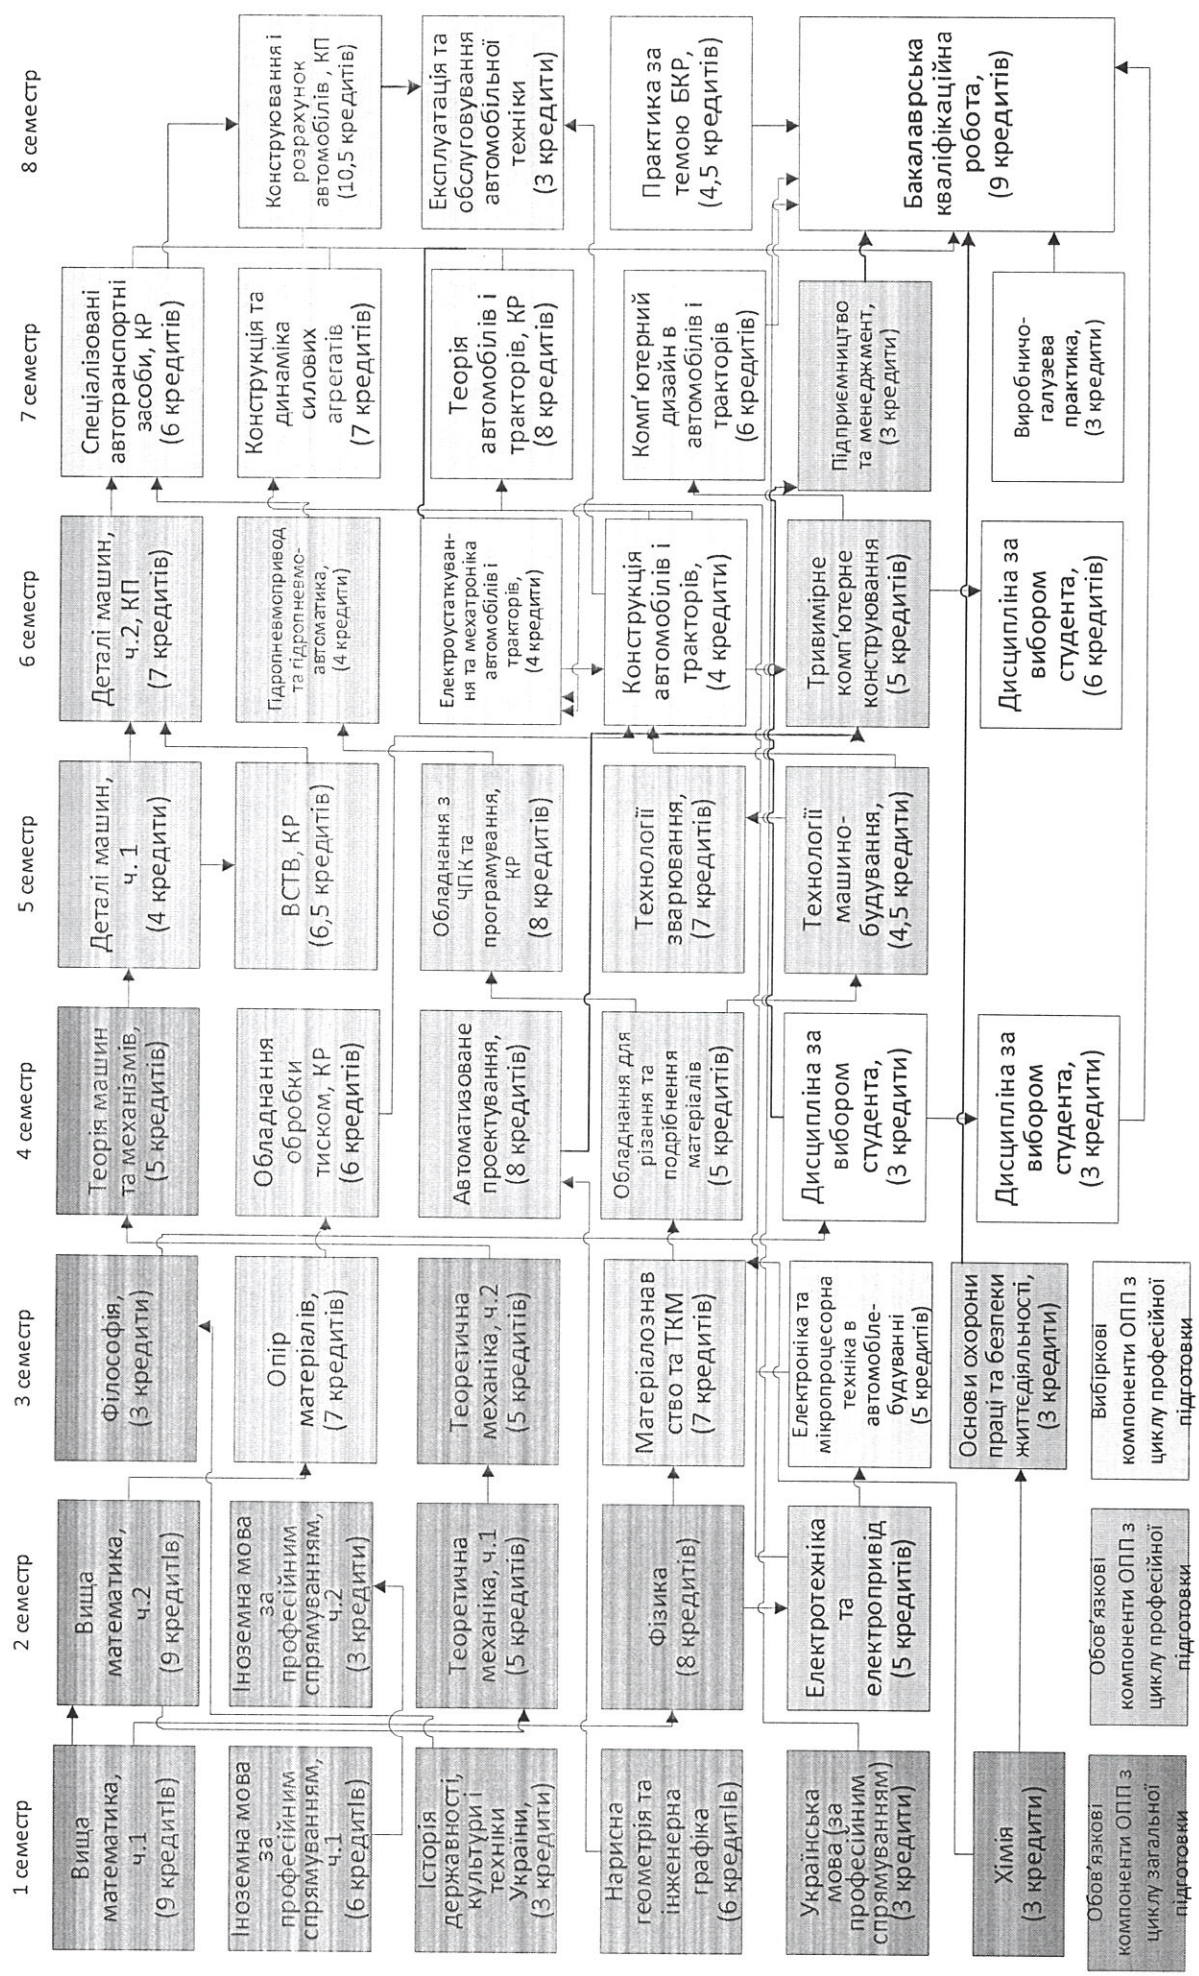 1 семестр
Вища
математика,
ч.1
(9 кредитів)
Іноземна мова
за
професійним
спрямуванням,
ч.1
(6 кредитів)
Історія
державності,
культури і
техніки
України,
(3 кредити)
Нарисна
геометрія та
інженерна
графіка
(6 кредитів)
Українська
мова (за
професійним
спрямуванням)
(3 кредити)
Хімія
(3 кредити)
Обов'язкові
компоненти ОПП з
циклу загальної
підготовки
2 семестр
Вища
математика,
ч.2
(9 кредитів)
Іноземна мова
за
професійним
спрямуванням,
ч.2
(3 кредити)
Теоретична
механіка, ч.1
(5 кредитів)
Фізика
(8 кредитів)
Електротехніка
та
електропривід
(5 кредитів)
Обов'язкові
компоненти ОПП з
циклу професійної
підготовки
3 семестр
Філософія,
(3 кредити)
Опір
матеріалів,
(7 кредитів)
Теоретична
механіка, ч.2
(5 кредитів)
Матеріалознав
ство та ТКМ
(7 кредитів)
Електроніка та
мікропроцесорна
техніка в
автомобіле-
будуванні
(5 кредитів)
Основи охорони
праці та безпеки
життєдіяльності,
(3 кредити)
Вибіркові
компоненти ОПП з
циклу професійної
підготовки
4 семестр
Теорія машин
та механізмів,
(5 кредитів)
Обладнання
обробки
тиском, КР
(6 кредитів)
Автоматизоване
проектування,
(8 кредитів)
Обладнання для
різання та
подрібнення
матеріалів
(5 кредитів)
Дисципліна за
вибором
студента,
(3 кредити)
Дисципліна за
вибором
студента,
(3 кредити)
5 семестр
Деталі машин,
ч. 1
(4 кредити)
ВСТВ, КР
(6,5 кредитів)
Обладнання з
ЧПК та
програмування,
КР
(8 кредитів)
Технології
зварювання,
(7 кредитів)
Технології
машино-
будування,
(4,5 кредити)
6 семестр
Деталі машин,
ч.2, КП
(7 кредитів)
Гідропневмопривод
та гідропневмо-
автоматика,
(4 кредити)
Електроустаткуван-
ня та мехатроніка
автомобілів і
тракторів,
(4 кредити)
Конструкція
автомобілів і
тракторів,
(4 кредити)
Тривимірне
комп'ютерне
конструювання
(5 кредитів)
Дисципліна за
вибором
студента,
(6 кредитів)
7 семестр
Спеціалізовані
автотранспортні
засоби, КР
(6 кредитів)
Конструкція та
динаміка
силових
агрегатів
(7 кредитів)
Теорія
автомобілів і
тракторів, КР
(8 кредитів)
Комп'ютерний
дизайн в
автомобілів і
тракторів
(6 кредитів)
Підприємництво
та менеджмент,
(3 кредити)
Виробничо-
галузева
практика,
(3 кредити)
8 семестр
Конструювання і
розрахунок
автомобілів , КП
(10,5 кредитів)
Експлуатація та
обслуговування
автомобільної
техніки
(3 кредити)
Практика за
темою БКР,
(4,5 кредитів)
Бакалаврська
кваліфікаційна
робота,
(9 кредитів)